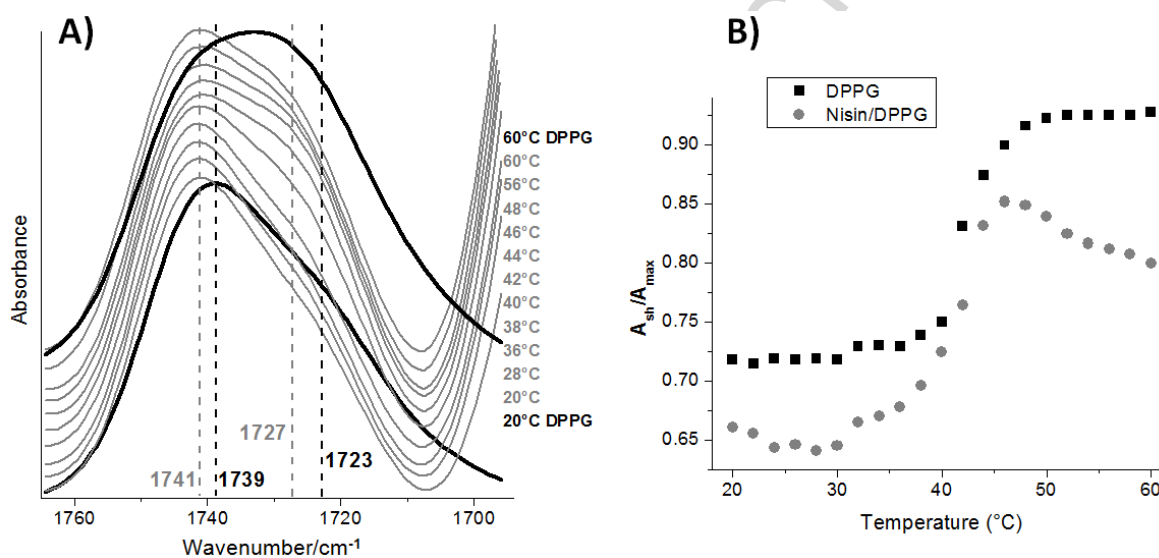 A)
60°C DPPG
60°C
56°C
48°C
46°C
44°C
42°C
40°C
38°C
36°C
28°C
20°C
20°C DPPG
1727
1723
1741
1739
1760
1740
1720
1700
Absorbance
Wavenumber/cm⁻¹
B)
DPPG
Nisin/DPPG
0.90
0.85
0.80
0.75
0.70
0.65
A_sh/A_max
20
30
40
50
60
Temperature (°C)